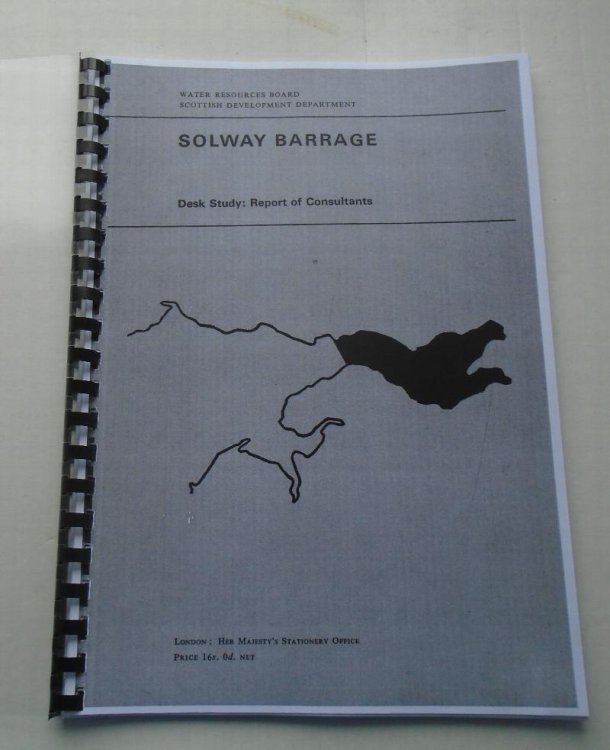 WATER RESOURCES BOARD
SCOTTISH DEVELOPMENT DEPARTMENT
SOLWAY BARRAGE
Desk Study: Report of Consultants
LONDON: HER MAJESTY'S STATIONERY OFFICE
PRICE 16s. 0d. NET